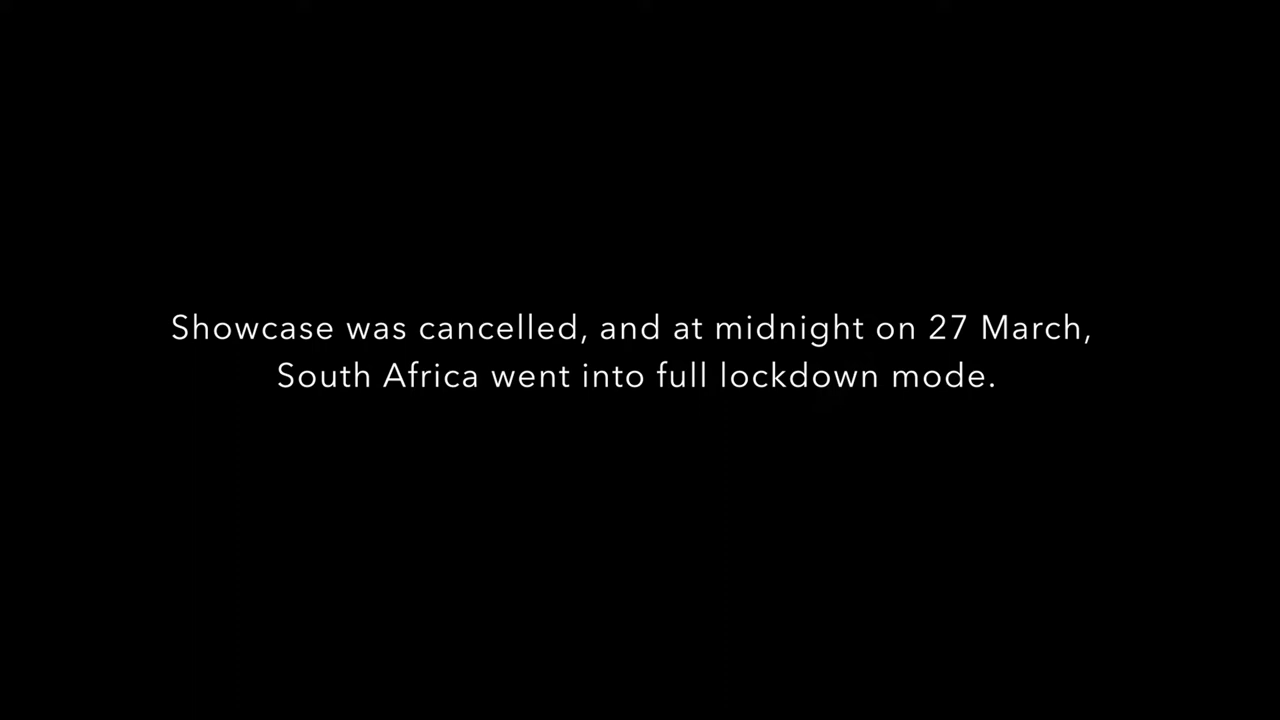 Showcase was cancelled, and at midnight on 27 March,
South Africa went into full lockdown mode.